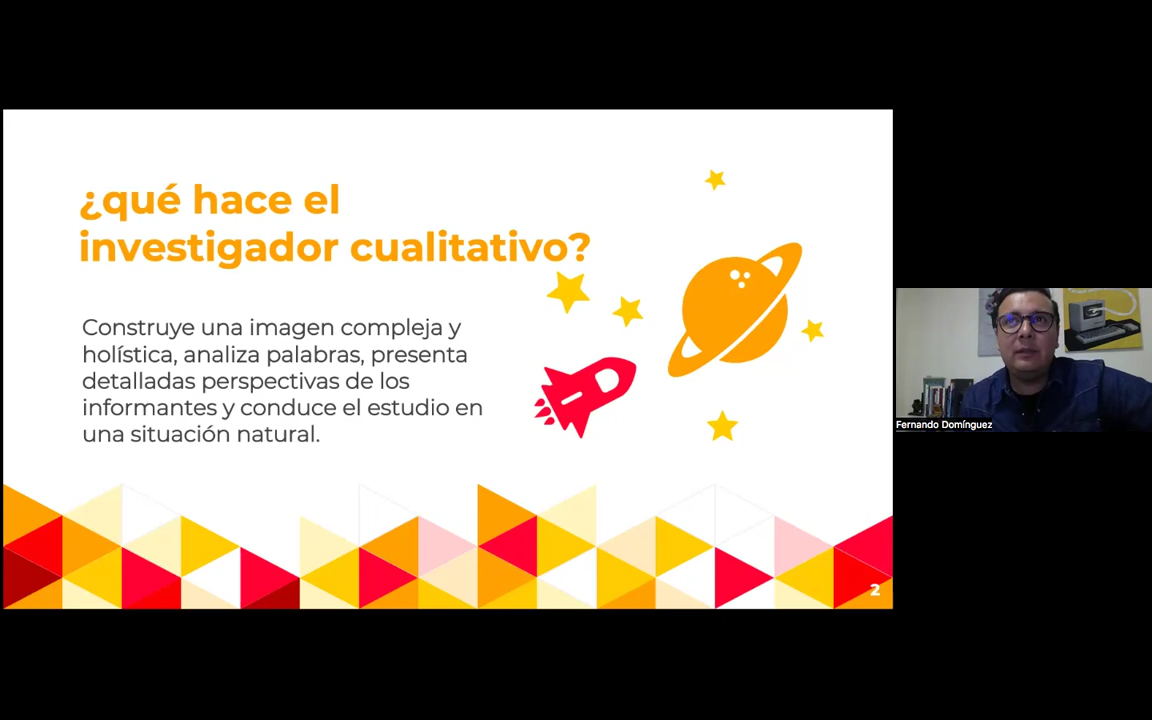 ¿qué hace el
investigador cualitativo?
Construye una imagen compleja y
holística, analiza palabras, presenta
detalladas perspectivas de los
informantes y conduce el estudio en
una situación natural.
2
Fernando Domínguez